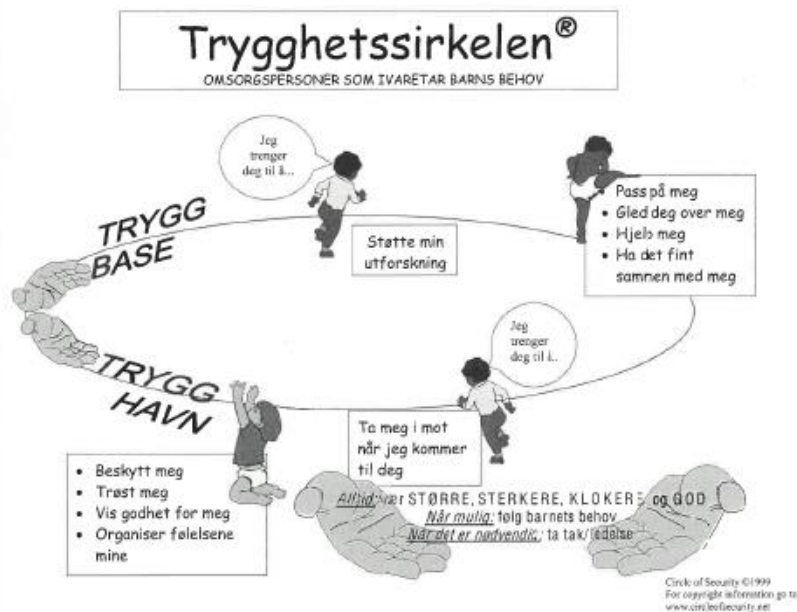 Trygghetssirkelen®
OMSORGSPERSONER SOM IVARETAR BARNS BEHOV
Jeg
trenger
deg til å...
TRYGG
BASE
Støtte min
utforskning
• Pass på meg
• Gled deg over meg
• Hjelp meg
• Ha det fint
sammen med meg
Jeg
trenger
deg til å..
TRYGG
HAVN
Ta meg i mot
når jeg kommer
til deg
• Beskytt meg
• Trøst meg
• Vis godhet for meg
• Organiser følelsene
mine
Alltid: vær STØRRE, STERKERE, KLOKERE og GOD
Når mulig: følg barnets behov
Når det er nødvendig: ta tak/ledelse
Circle of Security ©1999
For copyright information go to
www.circleofsecurity.net